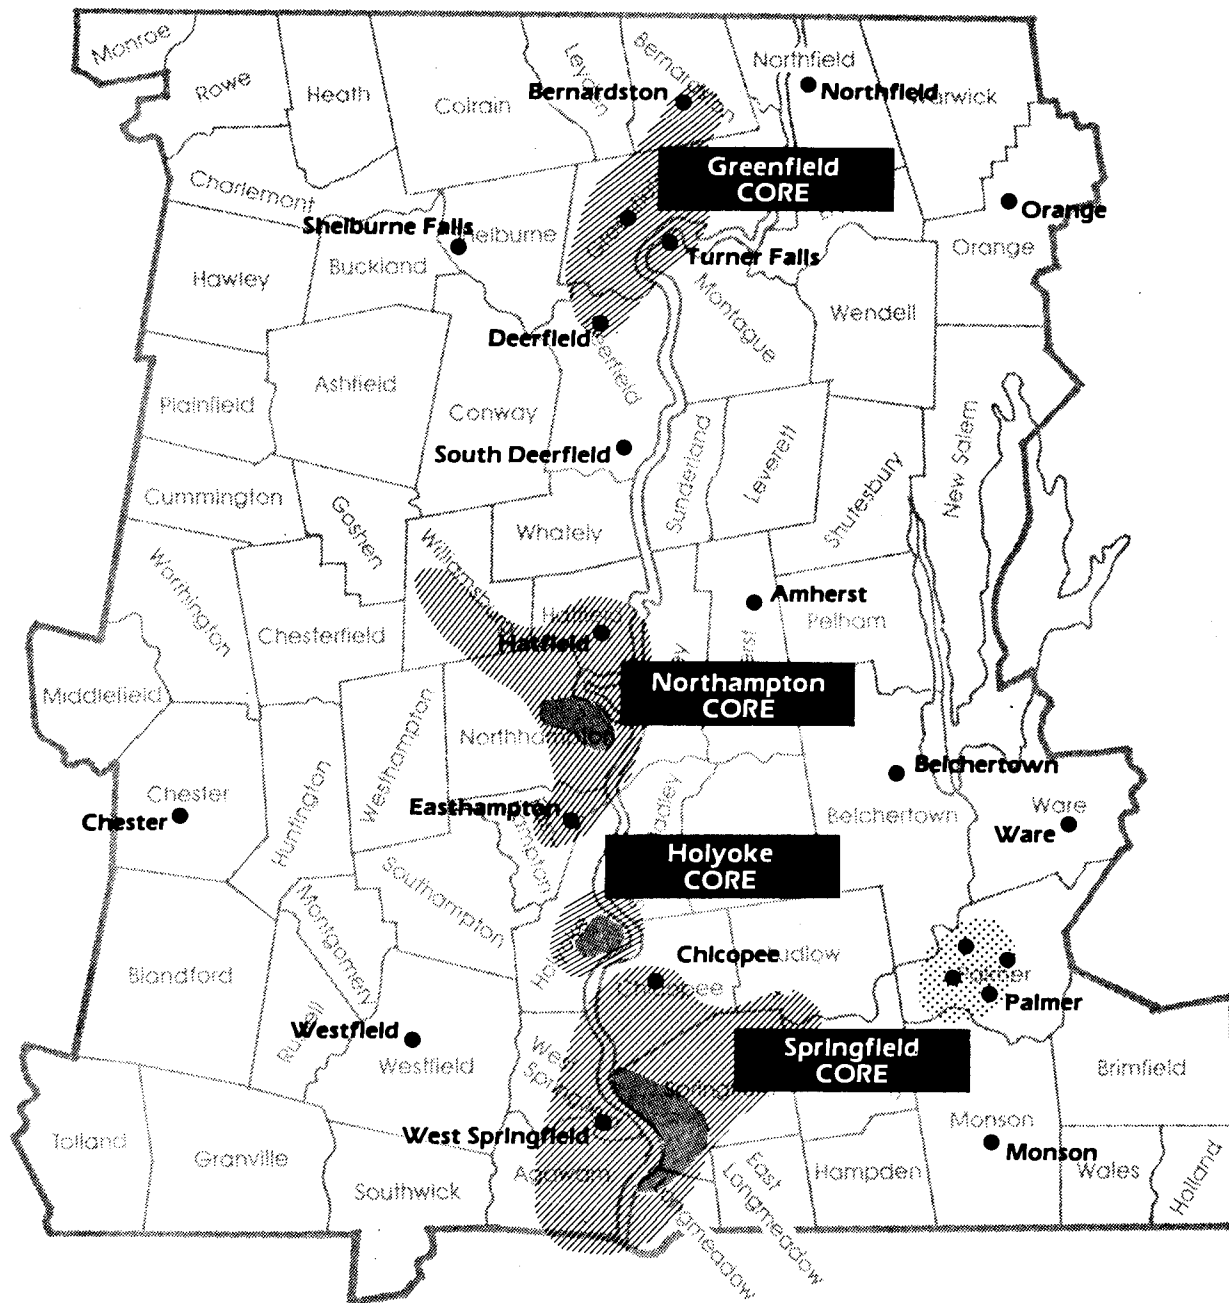 Monroe
Rowe
Heath
Colrain
Leyden
Bernardston
Northfield
Bernardston
Northfield
Warwick
Greenfield
CORE
Charlemont
Shelburne Falls
Shelburne
Orange
Orange
Turner Falls
Hawley
Buckland
Montague
Wendell
Deerfield
Deerfield
Plainfield
Ashfield
Conway
South Deerfield
Sunderland
Leverett
Shutesbury
New Salem
Cummington
Goshen
Whately
Williamsburg
Worthington
Chesterfield
Hatfield
Hatfield
Amherst
Pelham
Middlefield
Northampton
CORE
Westhampton
Northhampton
Chester
Chester
Huntington
Easthampton
Belchertown
Belchertown
Ware
Ware
Holyoke
CORE
Southampton
Montgomery
Blandford
Chicopee
Ludlow
Palmer
Palmer
Russell
Westfield
Westfield
Springfield
CORE
Brimfield
West Springfield
Tolland
Granville
Southwick
Agawam
Longmeadow
East
Longmeadow
Hampden
Monson
Monson
Wales
Holland